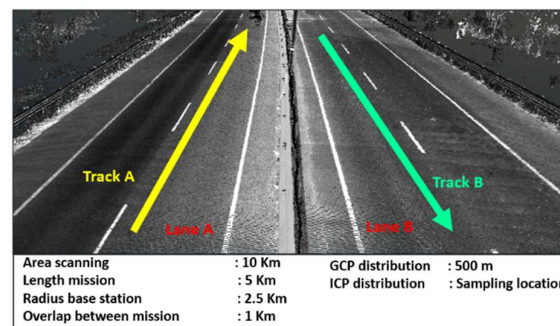 Track A
Track B
Lane A
Lane B
Area scanning : 10 Km
Length mission : 5 Km
Radius base station : 2.5 Km
Overlap between mission : 1 Km
GCP distribution : 500 m
ICP distribution : Sampling location